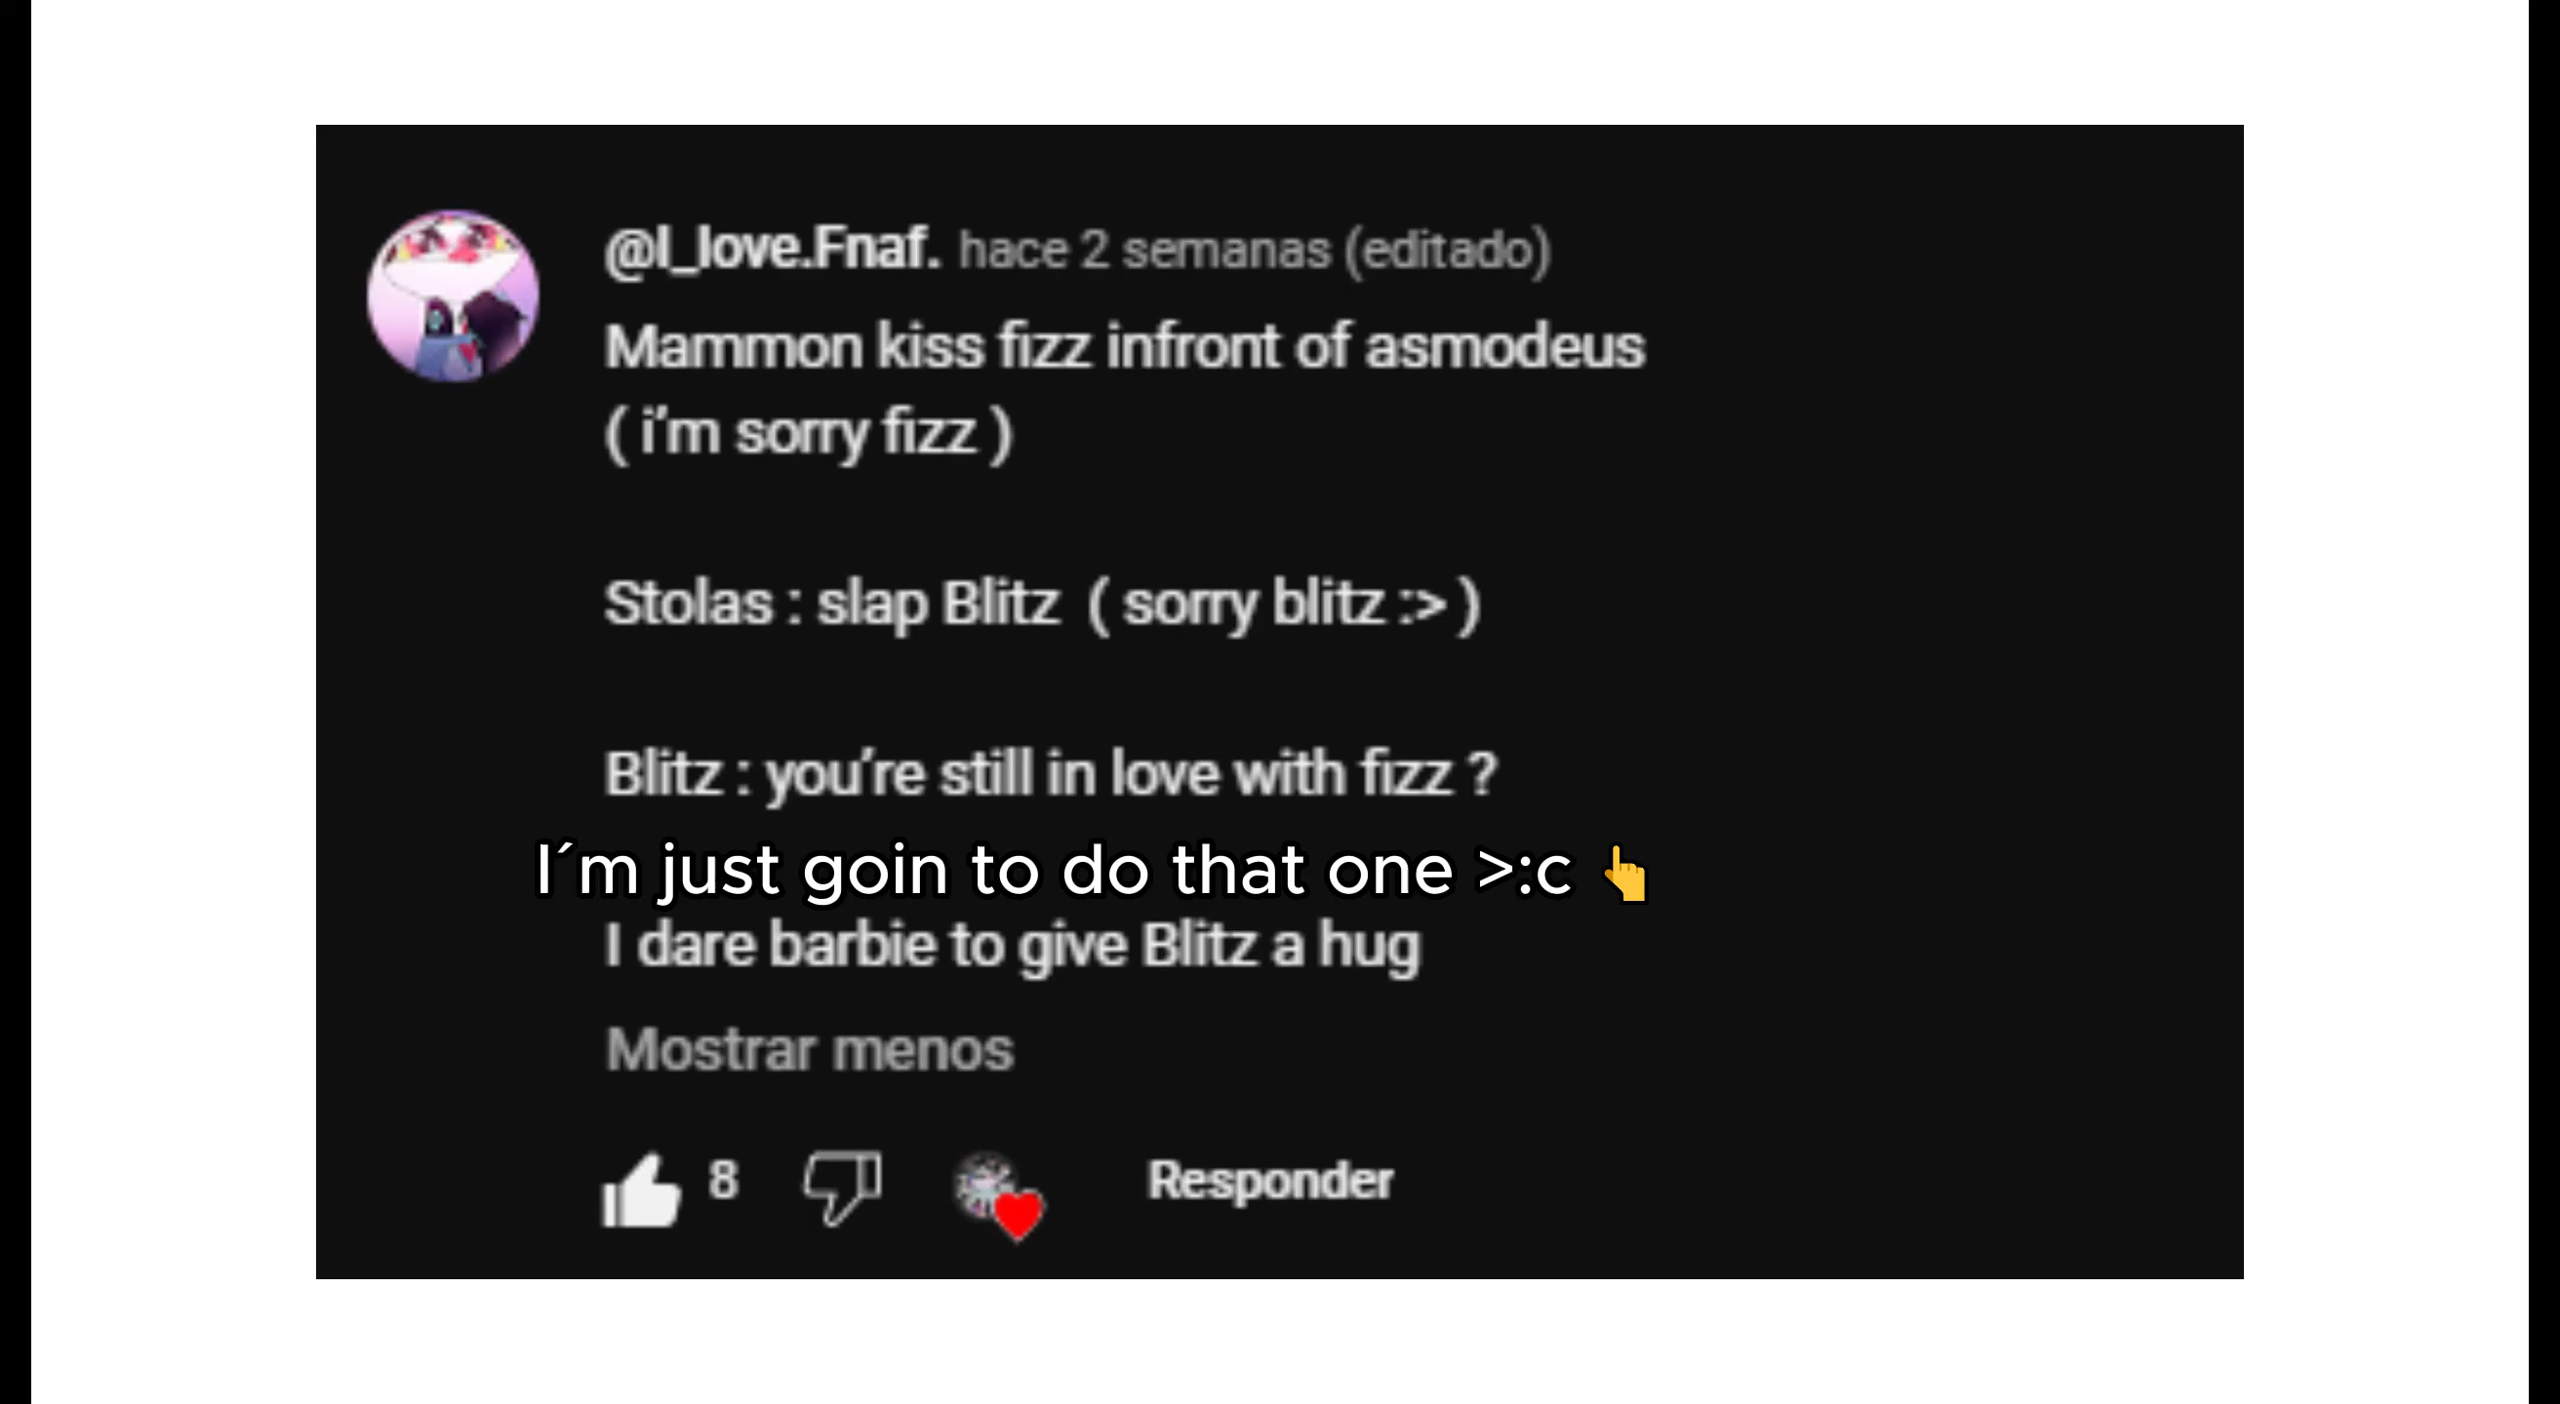 @I_love.Fnaf. hace 2 semanas (editado)
Mammon kiss fizz infront of asmodeus
( i'm sorry fizz )
Stolas : slap Blitz ( sorry blitz :> )
Blitz : you're still in love with fizz ?
I´m just goin to do that one >:c 👆
I dare barbie to give Blitz a hug
Mostrar menos
8 Responder